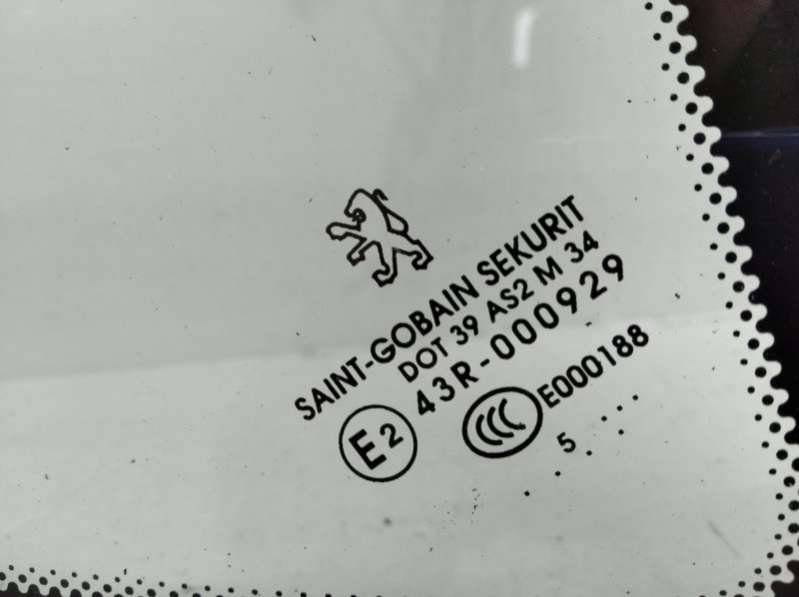 SAINT-GOBAIN SEKURIT
DOT 39 AS2 M 34
43R-000929
E2
CCC E000188
5